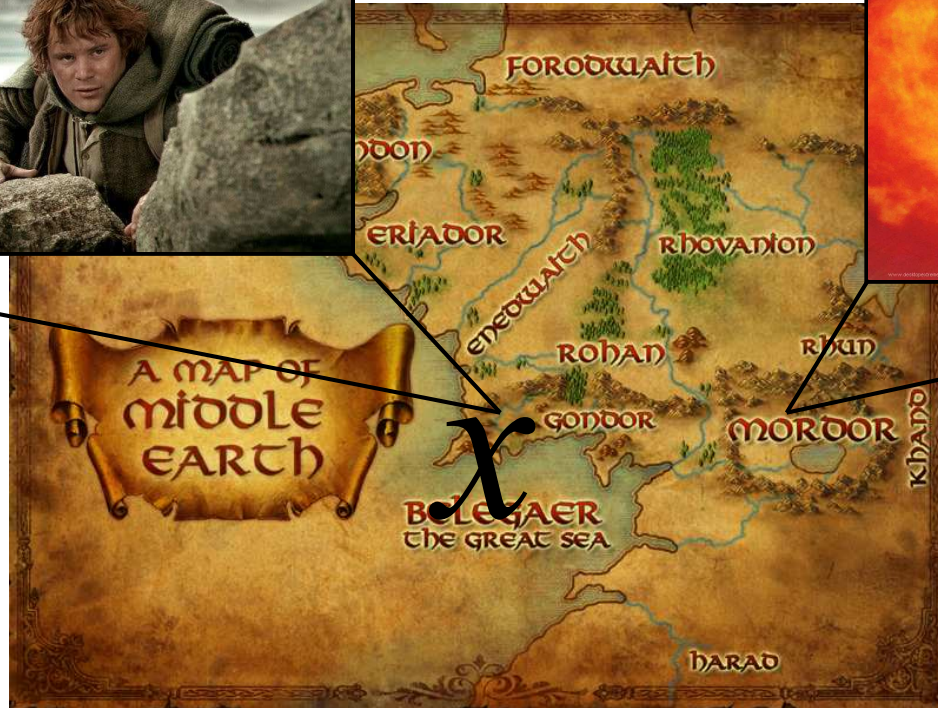 FORODWAITH
NDON
ERIADOR
RHOVANION
ENEDWAITH
ROHAN
RHUN
A MAP OF
MIDDLE
EARTH
GONDOR
MORDOR
KHAND
x
BELEGAER
THE GREAT SEA
HARAD